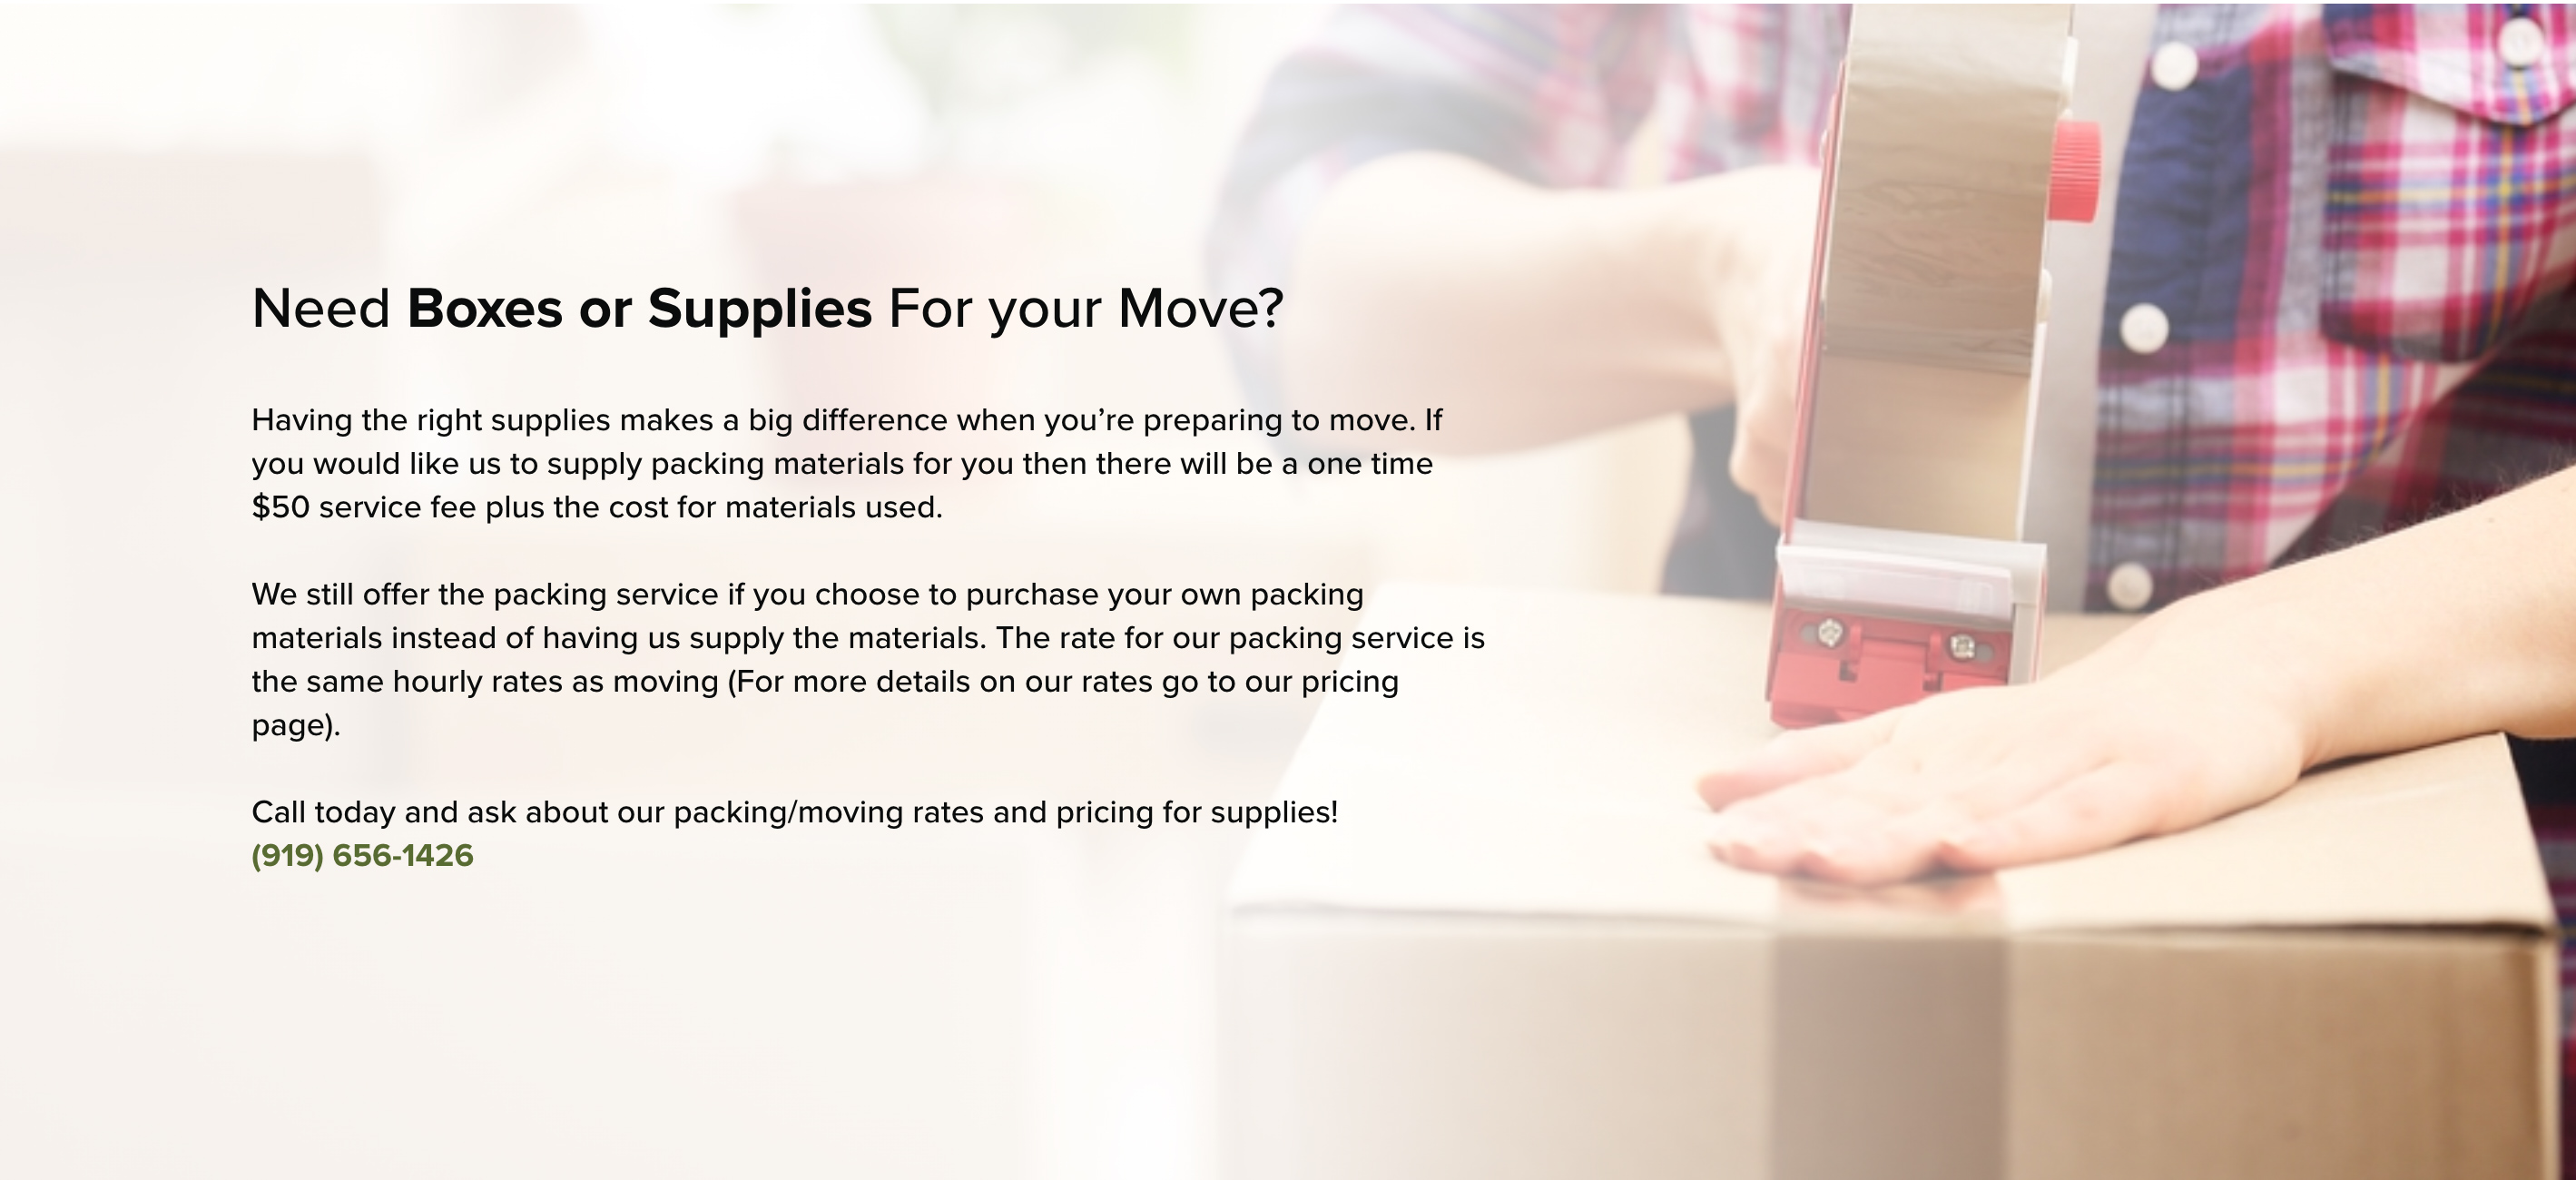 Need Boxes or Supplies For your Move?
Having the right supplies makes a big difference when you’re preparing to move. If
you would like us to supply packing materials for you then there will be a one time
$50 service fee plus the cost for materials used.
We still offer the packing service if you choose to purchase your own packing
materials instead of having us supply the materials. The rate for our packing service is
the same hourly rates as moving (For more details on our rates go to our pricing
page).
Call today and ask about our packing/moving rates and pricing for supplies!
(919) 656-1426